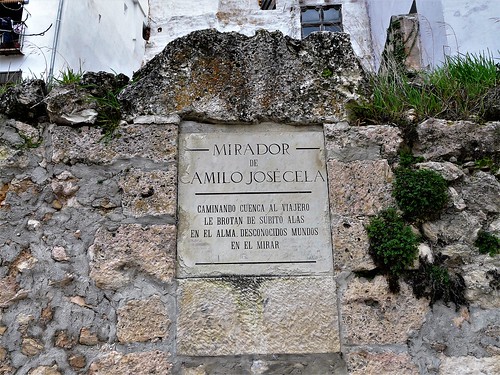 MIRADOR
DE
CAMILO JOSÉ CELA
CAMINANDO CUENCA AL VIAJERO
LE BROTAN DE SUBITO ALAS
EN EL ALMA, DESCONOCIDOS MUNDOS
EN EL MIRAR